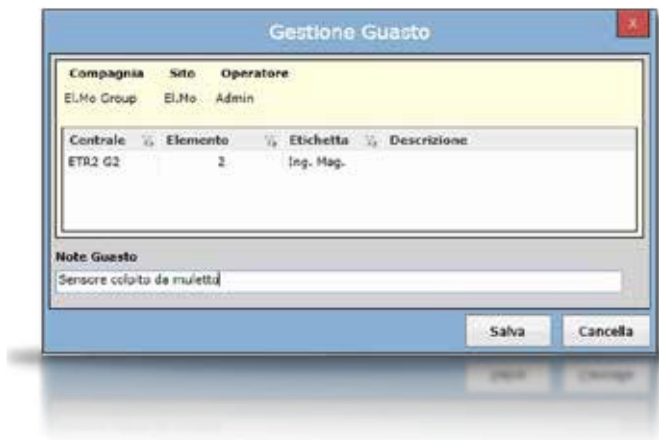 Gestione Guasto
X
Compagnia Sito Operatore
El.Mo Group El.Mo Admin
Centrale Elemento Etichetta Descrizione
ETR2 G2 2 Ing. Mag.
Note Guasto
Sensore colpito da muletto
Salva Cancella